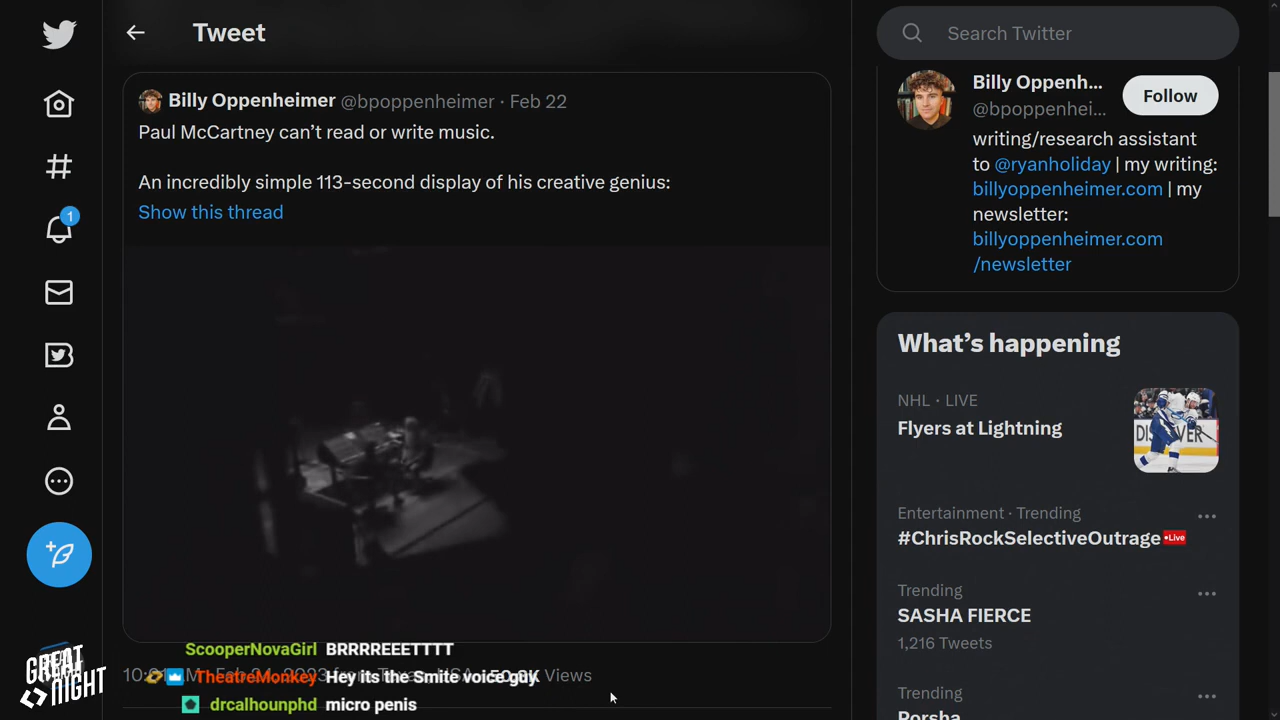 Tweet
Search Twitter
Billy Oppenheimer @bpoppenheimer · Feb 22
Paul McCartney can’t read or write music.
An incredibly simple 113-second display of his creative genius:
Show this thread
Billy Oppenh...
@bpoppenhei...
Follow
writing/research assistant
to @ryanholiday | my writing:
billyoppenheimer.com | my
newsletter:
billyoppenheimer.com
/newsletter
1
What’s happening
NHL · LIVE
Flyers at Lightning
Entertainment · Trending
#ChrisRockSelectiveOutrage •Live
Trending
SASHA FIERCE
1,216 Tweets
Trending
Porsha
ScooperNovaGirl BRRRREEETTTT
TheatreMonkey Hey its the Smite voice guy
Views
drcalhounphd micro penis
GREAT
NIGHT